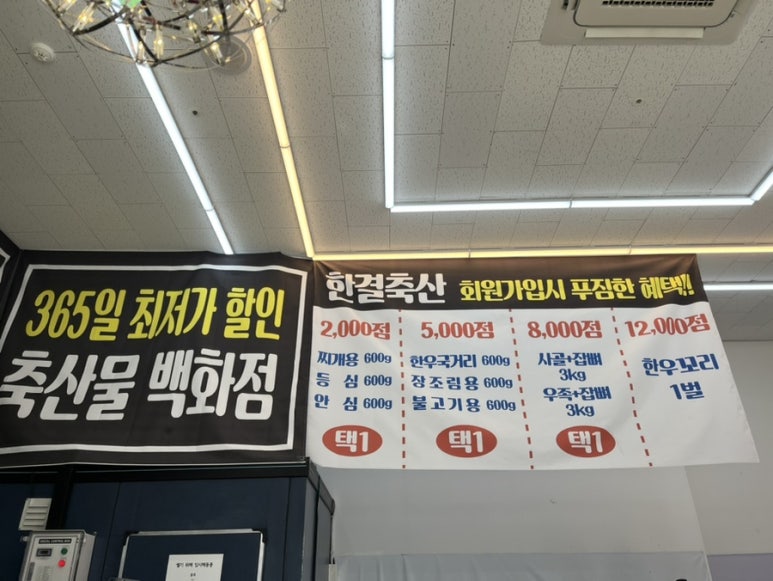 365일 최저가 할인
축산물 백화점
한결축산 회원가입시 푸짐한 혜택!!
2,000점
찌개용 600g
등 심 600g
안 심 600g
택1
5,000점
한우국거리 600g
장조림용 600g
불고기용 600g
택1
8,000점
사골+잡뼈
3kg
우족+잡뼈
3kg
택1
12,000점
한우꼬리
1벌